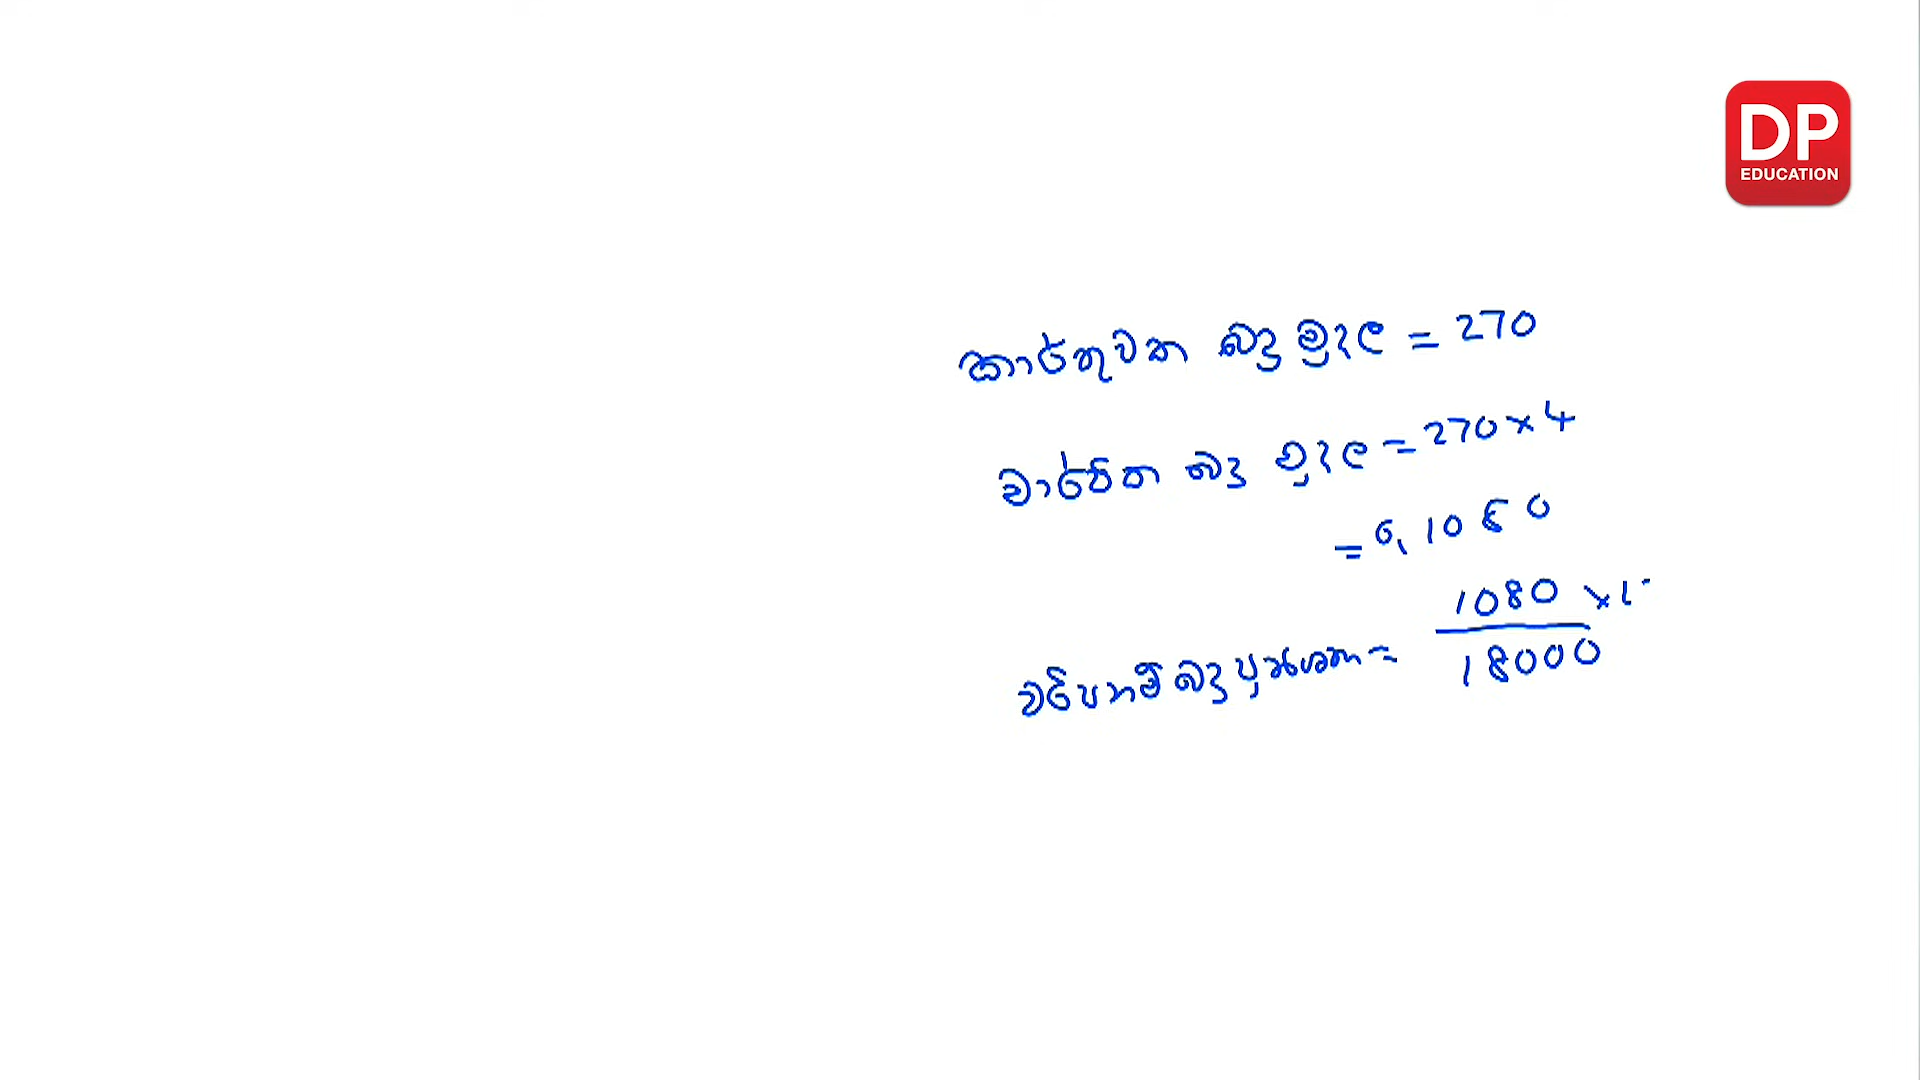 DP
EDUCATION
කාර්තුවක බදු මුදල = 270
වාර්ෂික බදු මුදල = 270 × 4
= රු 1080
වර්පනම් බදු ප්‍රතිශතය = 1080 × 1
18000